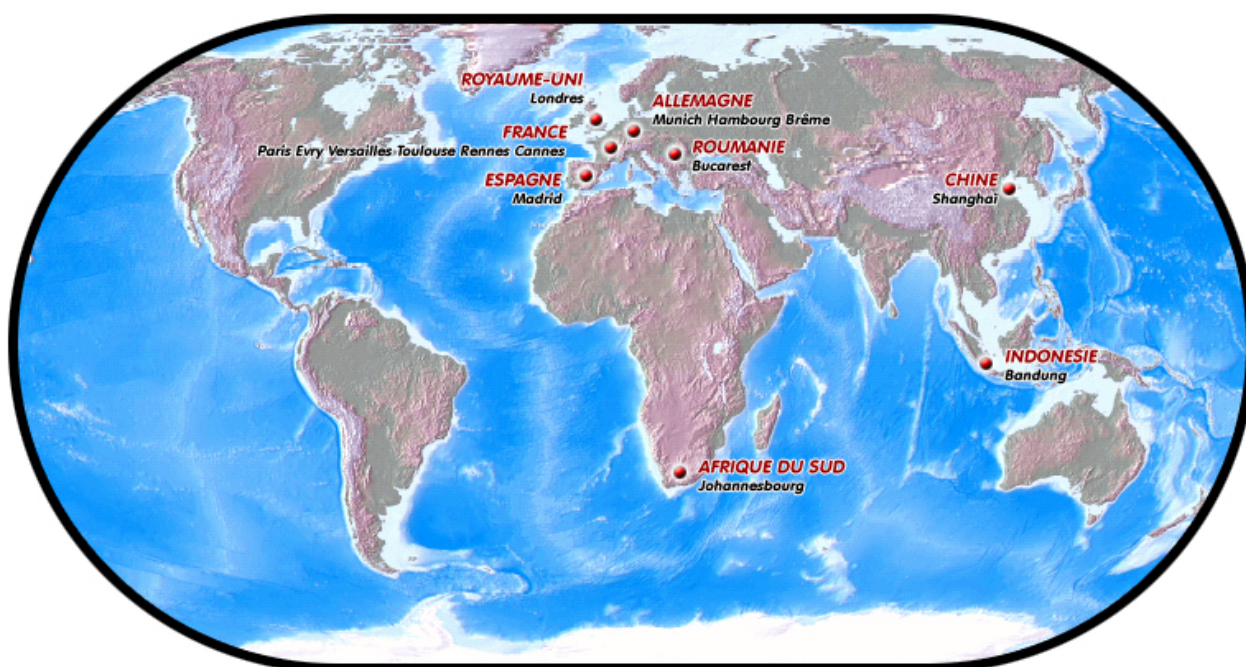 ROYAUME-UNI
Londres
ALLEMAGNE
Munich Hambourg Brême
FRANCE
Paris Evry Versailles Toulouse Rennes Cannes
ROUMANIE
Bucarest
ESPAGNE
Madrid
CHINE
Shanghaï
INDONESIE
Bandung
AFRIQUE DU SUD
Johannesbourg